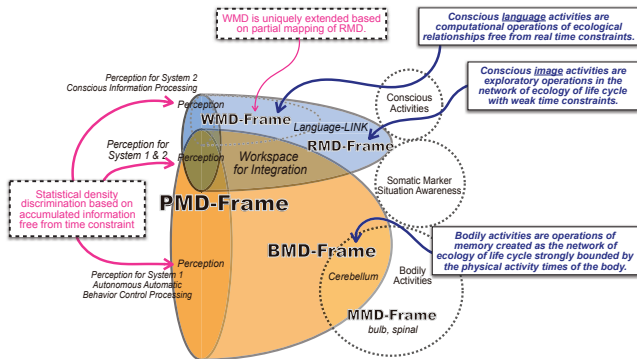 WMD is uniquely extended based
on partial mapping of RMD.
Conscious language activities are
computational operations of ecological
relationships free from real time constraints.
Conscious image activities are
exploratory operations in the
network of ecology of life cycle
with weak time constraints.
Perception for System 2
Conscious Information Processing
Perception
WMD-Frame
Language-LINK
RMD-Frame
Conscious
Activities
Perception for
System 1 & 2
Perception
Workspace
for Integration
Somatic Marker
Situation Awareness
Statistical density
discrimination based on
accumulated information
free from time constraint
PMD-Frame
Bodily activities are operations of
memory created as the network of
ecology of life cycle strongly bounded by
the physical activity times of the body.
BMD-Frame
Perception
Perception for System 1
Autonomous Automatic
Behavior Control Processing
Cerebellum
Bodily
Activities
MMD-Frame
bulb, spinal